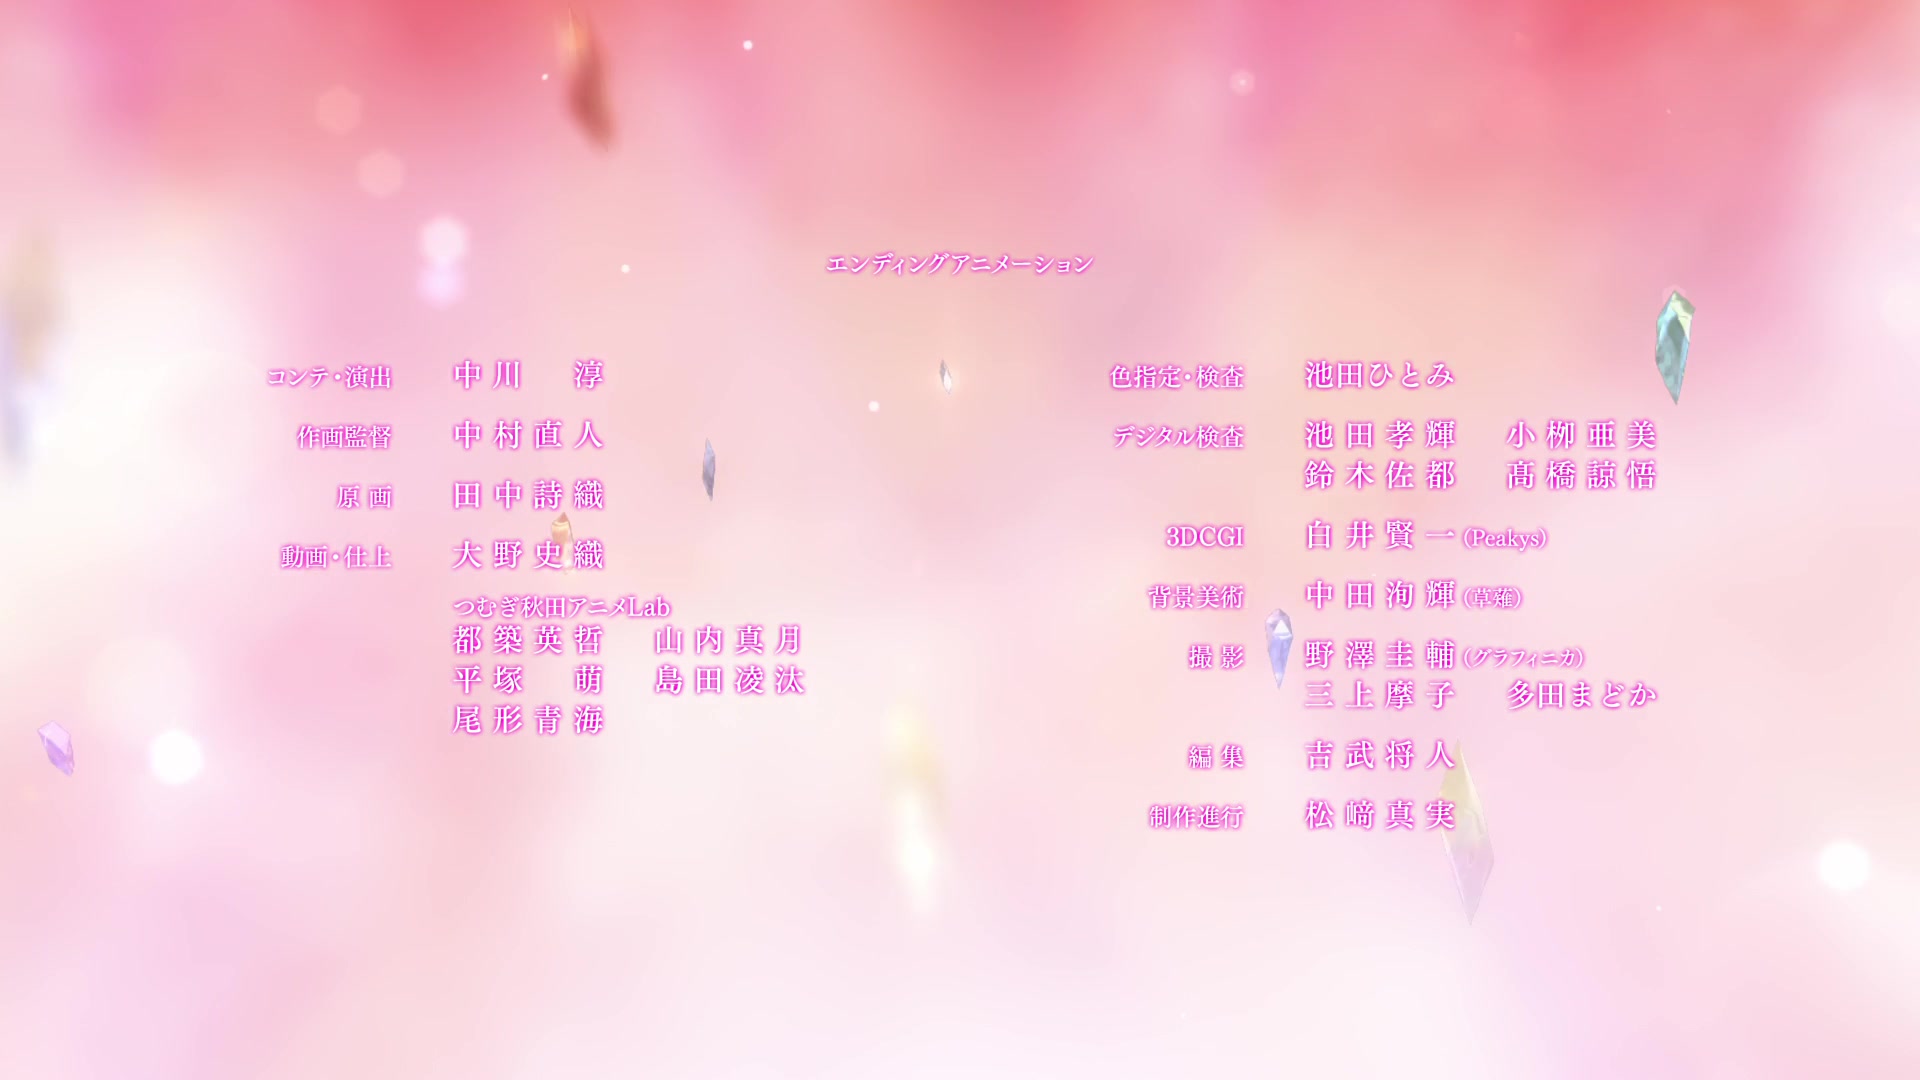 エンディングアニメーション
コンテ・演出 中川 淳
作画監督 中村直人
原画 田中詩織
動画・仕上 大野史織
つむぎ秋田アニメLab
都築英哲 山内真月
平塚 萌 島田凌汰
尾形青海
色指定・検査 池田ひとみ
デジタル検査 池田孝輝 小栁亜美
鈴木佐都 髙橋諒悟
3DCGI 白井賢一(Peakys)
背景美術 中田洵輝(草薙)
撮影 野澤圭輔(グラフィニカ)
三上摩子 多田まどか
編集 吉武将人
制作進行 松﨑真実